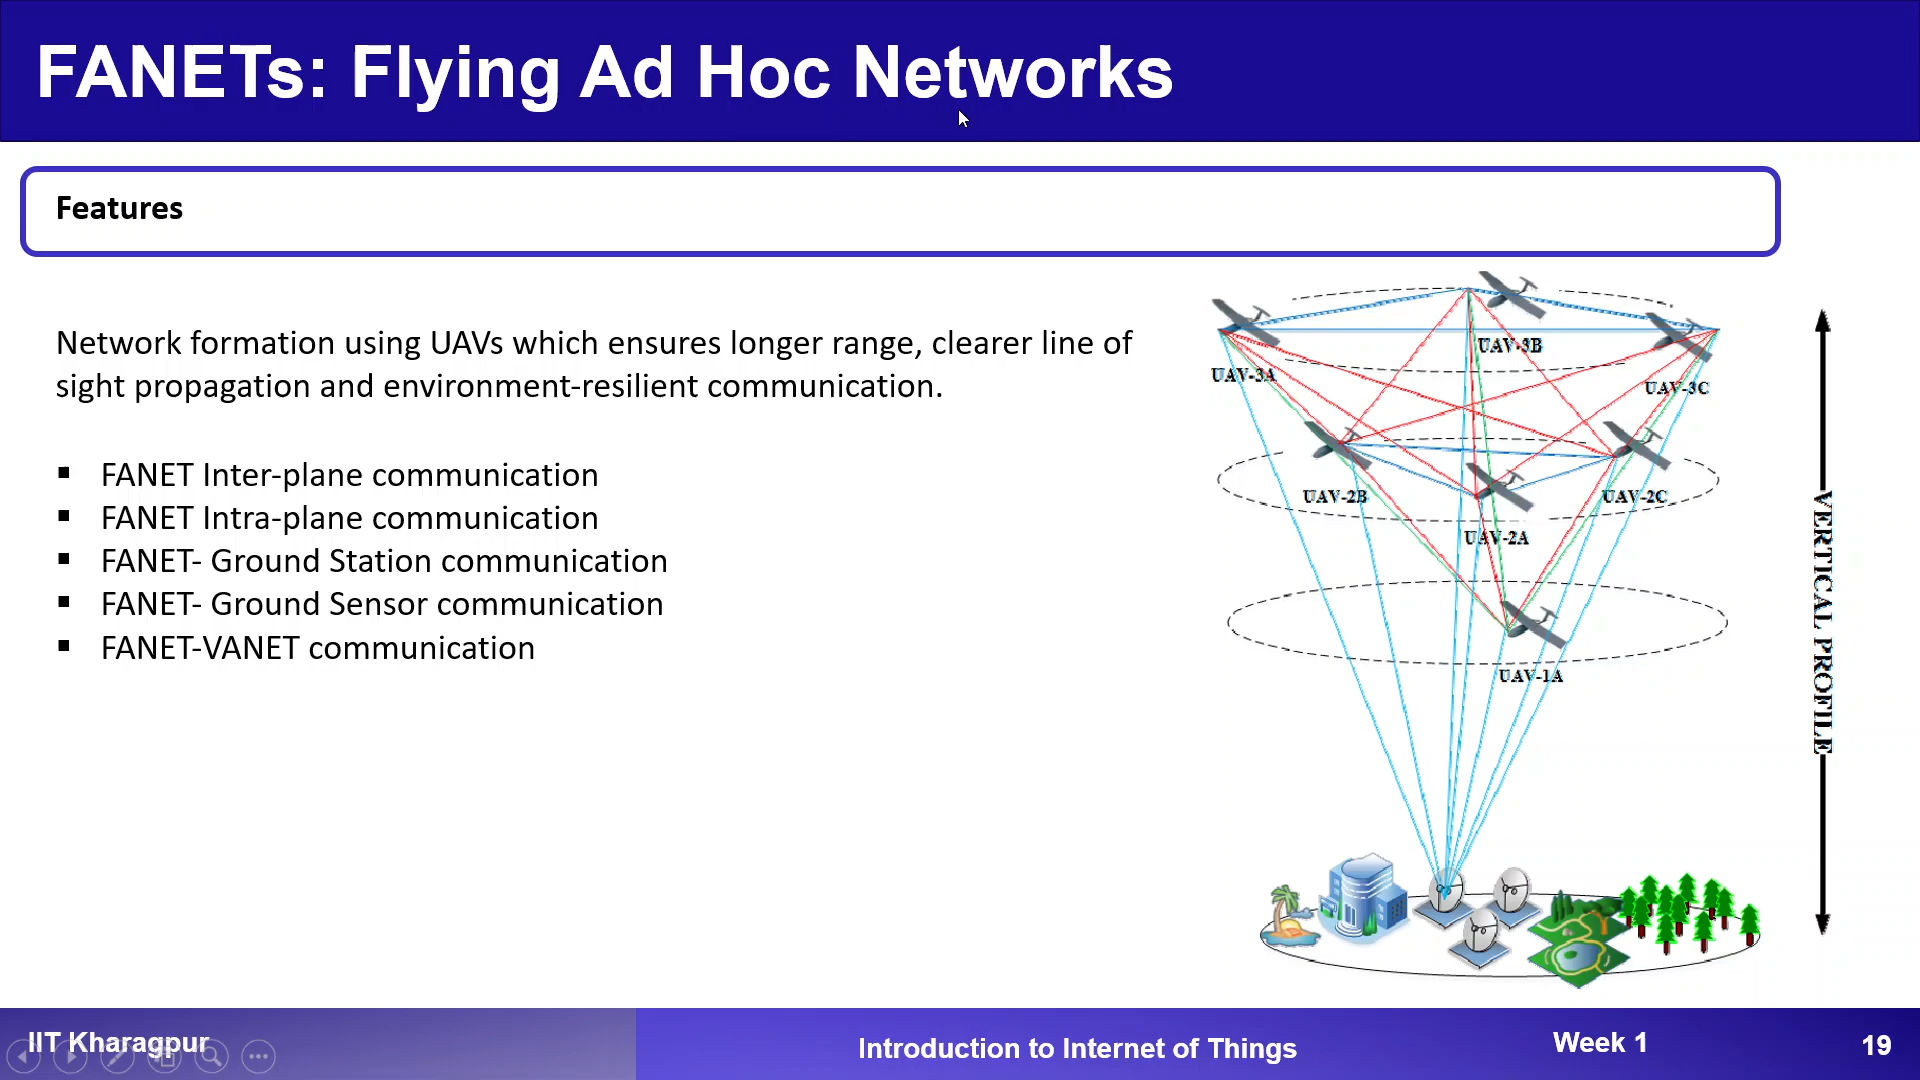 FANETs: Flying Ad Hoc Networks
Features
Network formation using UAVs which ensures longer range, clearer line of
sight propagation and environment-resilient communication.
▪ FANET Inter-plane communication
▪ FANET Intra-plane communication
▪ FANET- Ground Station communication
▪ FANET- Ground Sensor communication
▪ FANET-VANET communication
UAV-3B
UAV-3A
UAV-3C
UAV-2B
UAV-2C
UAV-2A
UAV-1A
VERTICAL PROFILE
IIT Kharagpur
Introduction to Internet of Things
Week 1
19